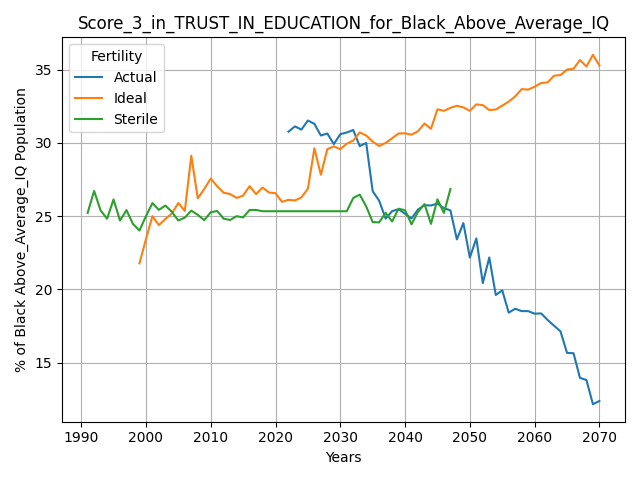 Score_3_in_TRUST_IN_EDUCATION_for_Black_Above_Average_IQ
Fertility
Actual
Ideal
Sterile
% of Black Above_Average_IQ Population
35
30
25
20
15
1990 2000 2010 2020 2030 2040 2050 2060 2070
Years